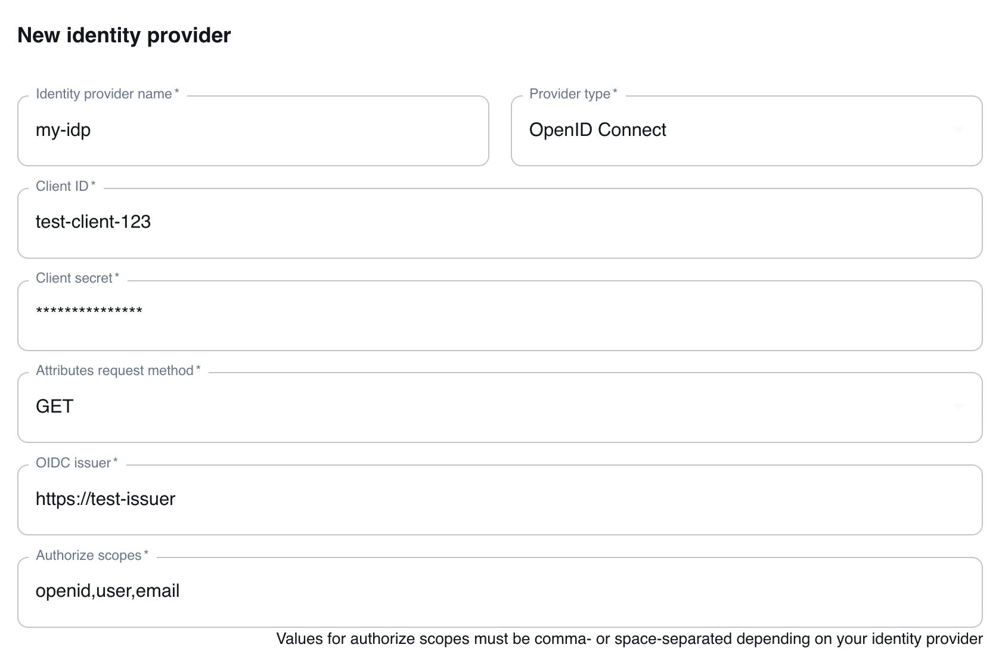 New identity provider
Identity provider name *
my-idp
Provider type *
OpenID Connect
Client ID *
test-client-123
Client secret *
***************
Attributes request method *
GET
OIDC issuer *
https://test-issuer
Authorize scopes *
openid,user,email
Values for authorize scopes must be comma- or space-separated depending on your identity provider